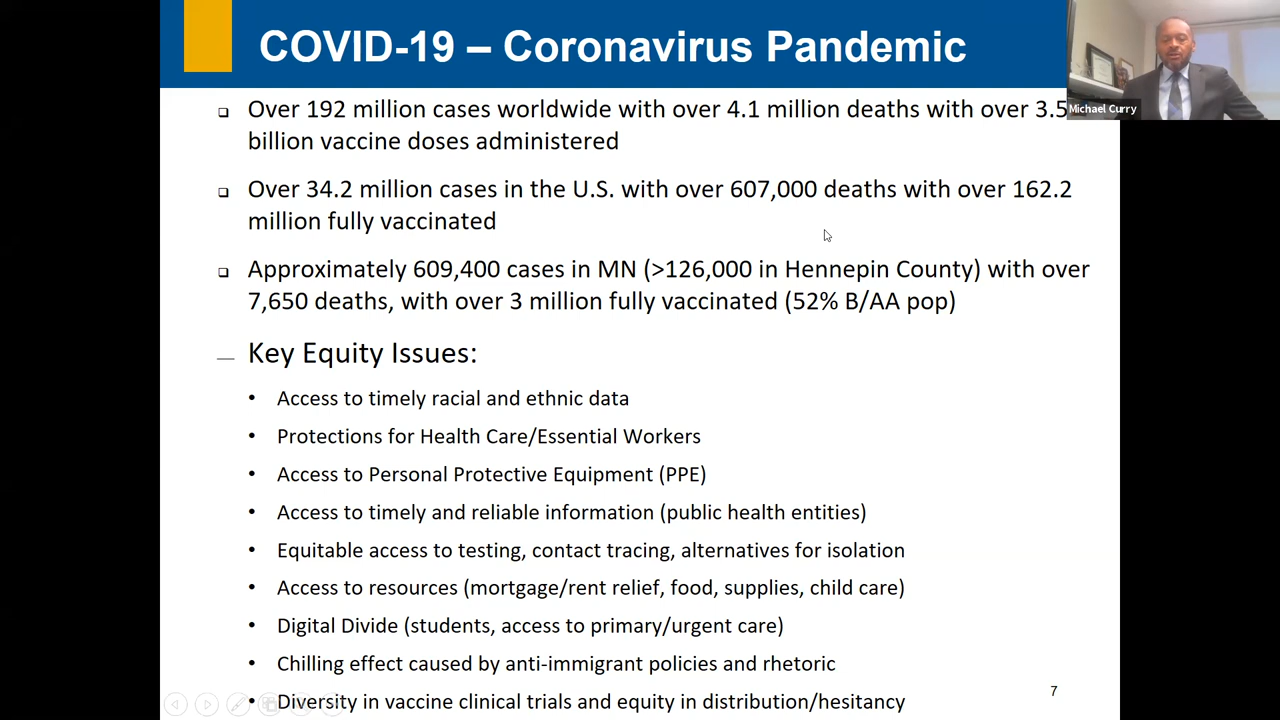 COVID-19 – Coronavirus Pandemic
Michael Curry
Over 192 million cases worldwide with over 4.1 million deaths with over 3.5
billion vaccine doses administered
Over 34.2 million cases in the U.S. with over 607,000 deaths with over 162.2
million fully vaccinated
Approximately 609,400 cases in MN (>126,000 in Hennepin County) with over
7,650 deaths, with over 3 million fully vaccinated (52% B/AA pop)
Key Equity Issues:
• Access to timely racial and ethnic data
• Protections for Health Care/Essential Workers
• Access to Personal Protective Equipment (PPE)
• Access to timely and reliable information (public health entities)
• Equitable access to testing, contact tracing, alternatives for isolation
• Access to resources (mortgage/rent relief, food, supplies, child care)
• Digital Divide (students, access to primary/urgent care)
• Chilling effect caused by anti-immigrant policies and rhetoric
• Diversity in vaccine clinical trials and equity in distribution/hesitancy
7